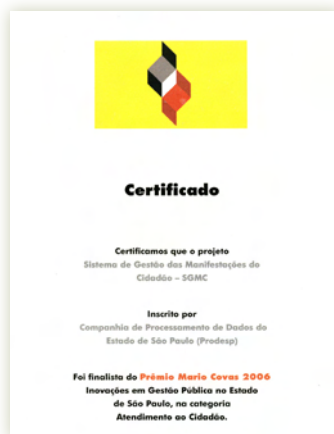 Certificado
Certificamos que o projeto
Sistema de Gestão das Manifestações do
Cidadão – SGMC
Inscrito por
Companhia de Processamento de Dados do
Estado de São Paulo (Prodesp)
Foi finalista do Prêmio Mario Covas 2006
Inovações em Gestão Pública no Estado
de São Paulo, na categoria
Atendimento ao Cidadão.